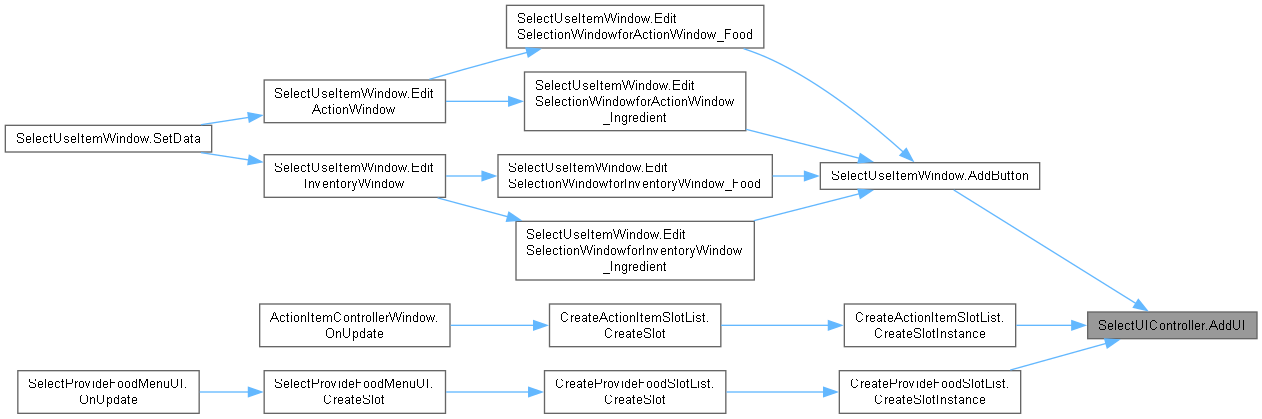 SelectUseItemWindow.Edit
SelectionWindowforActionWindow_Food
SelectUseItemWindow.Edit
ActionWindow
SelectUseItemWindow.Edit
SelectionWindowforActionWindow
_Ingredient
SelectUseItemWindow.SetData
SelectUseItemWindow.Edit
InventoryWindow
SelectUseItemWindow.Edit
SelectionWindowforInventoryWindow_Food
SelectUseItemWindow.AddButton
SelectUseItemWindow.Edit
SelectionWindowforInventoryWindow
_Ingredient
ActionItemControllerWindow.
OnUpdate
CreateActionItemSlotList.
CreateSlot
CreateActionItemSlotList.
CreateSlotInstance
SelectUIController.AddUI
SelectProvideFoodMenuUI.
OnUpdate
SelectProvideFoodMenuUI.
CreateSlot
CreateProvideFoodSlotList.
CreateSlot
CreateProvideFoodSlotList.
CreateSlotInstance